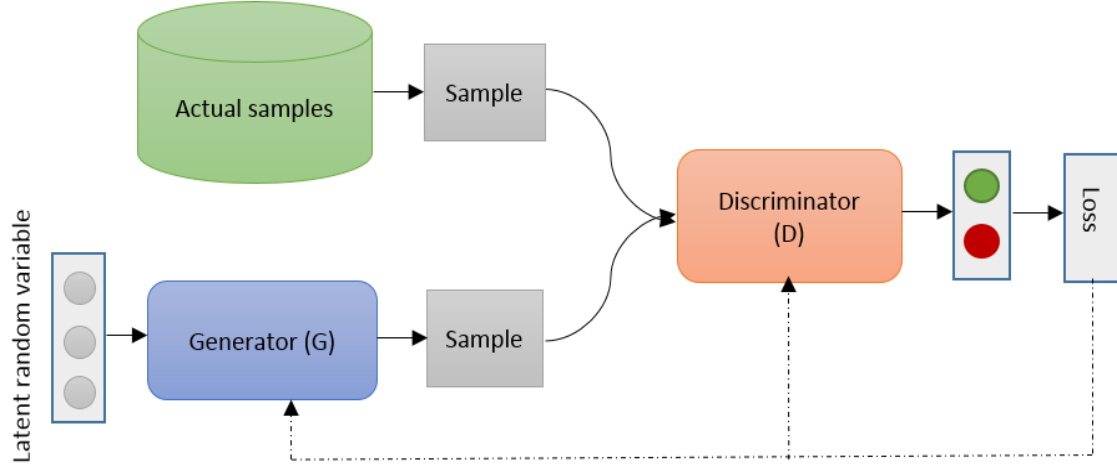 Actual samples
Sample
Discriminator
(D)
Loss
Latent random variable
Generator (G)
Sample